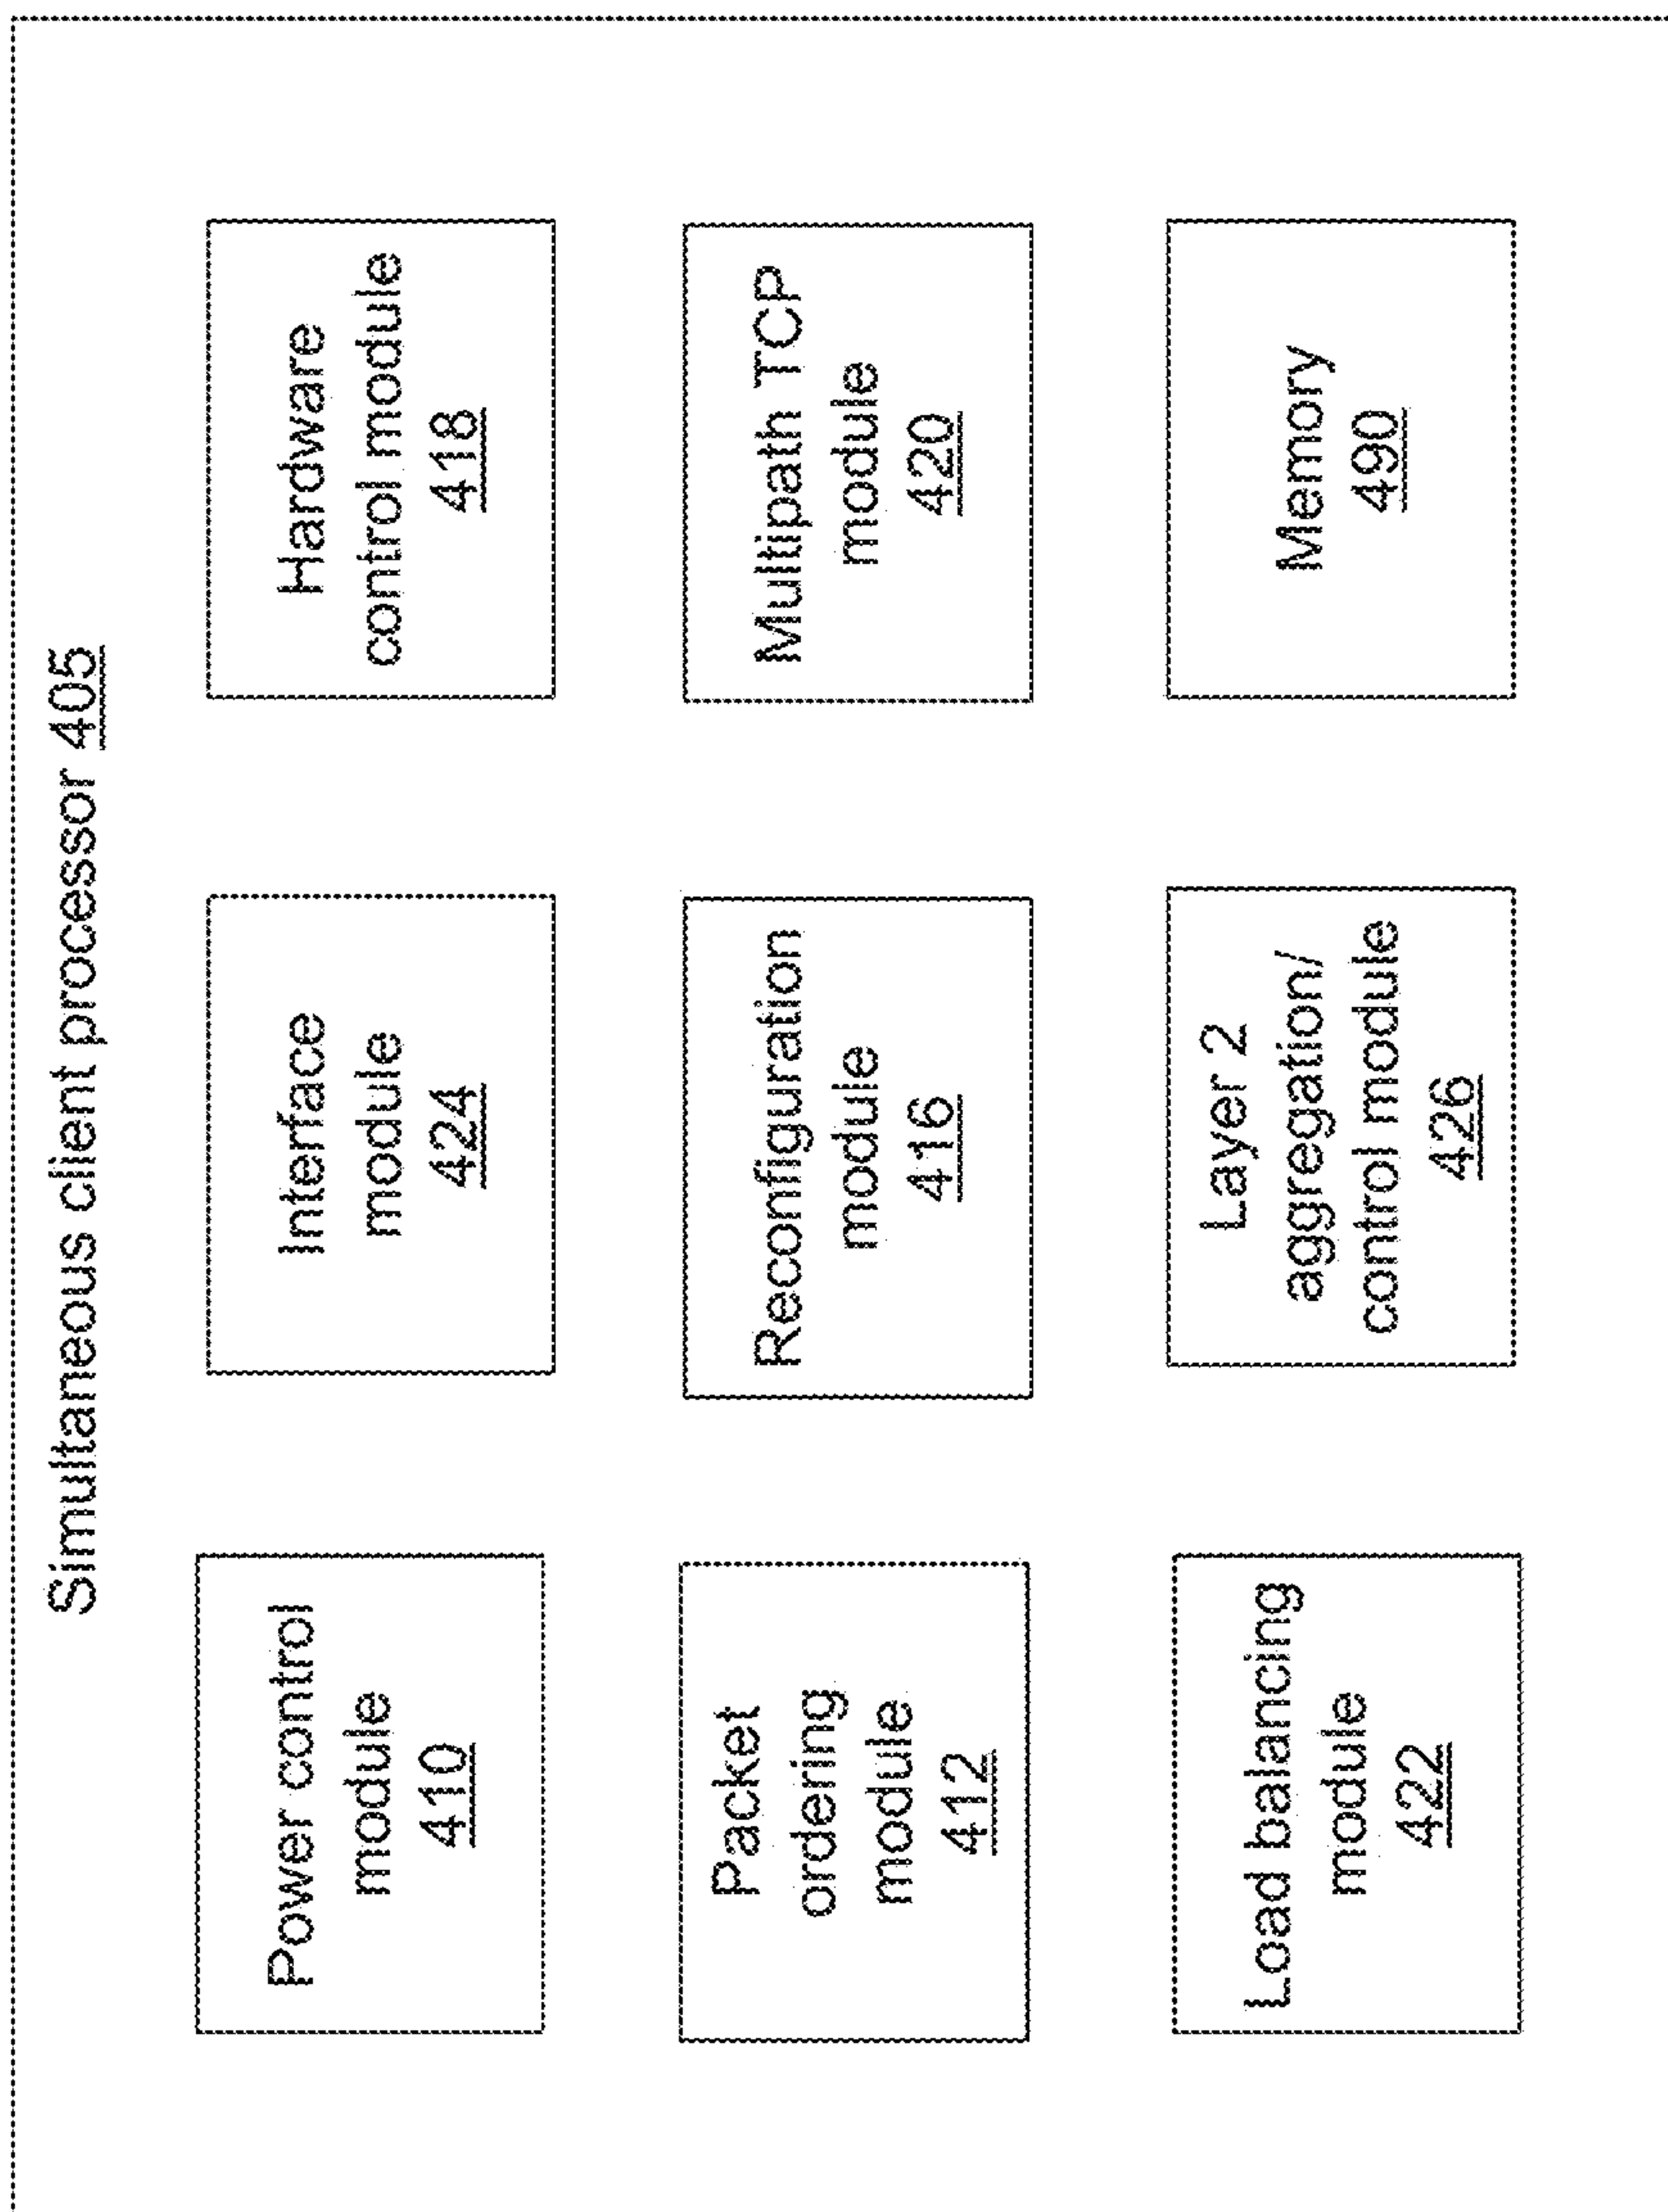 Simultaneous client processor 405
Power control
module
410
Interface
module
424
Hardware
control module
418
Packet
ordering
module
412
Reconfiguration
module
416
Multipath TCP
module
420
Load balancing
module
422
Layer 2
aggregation/
control module
426
Memory
490